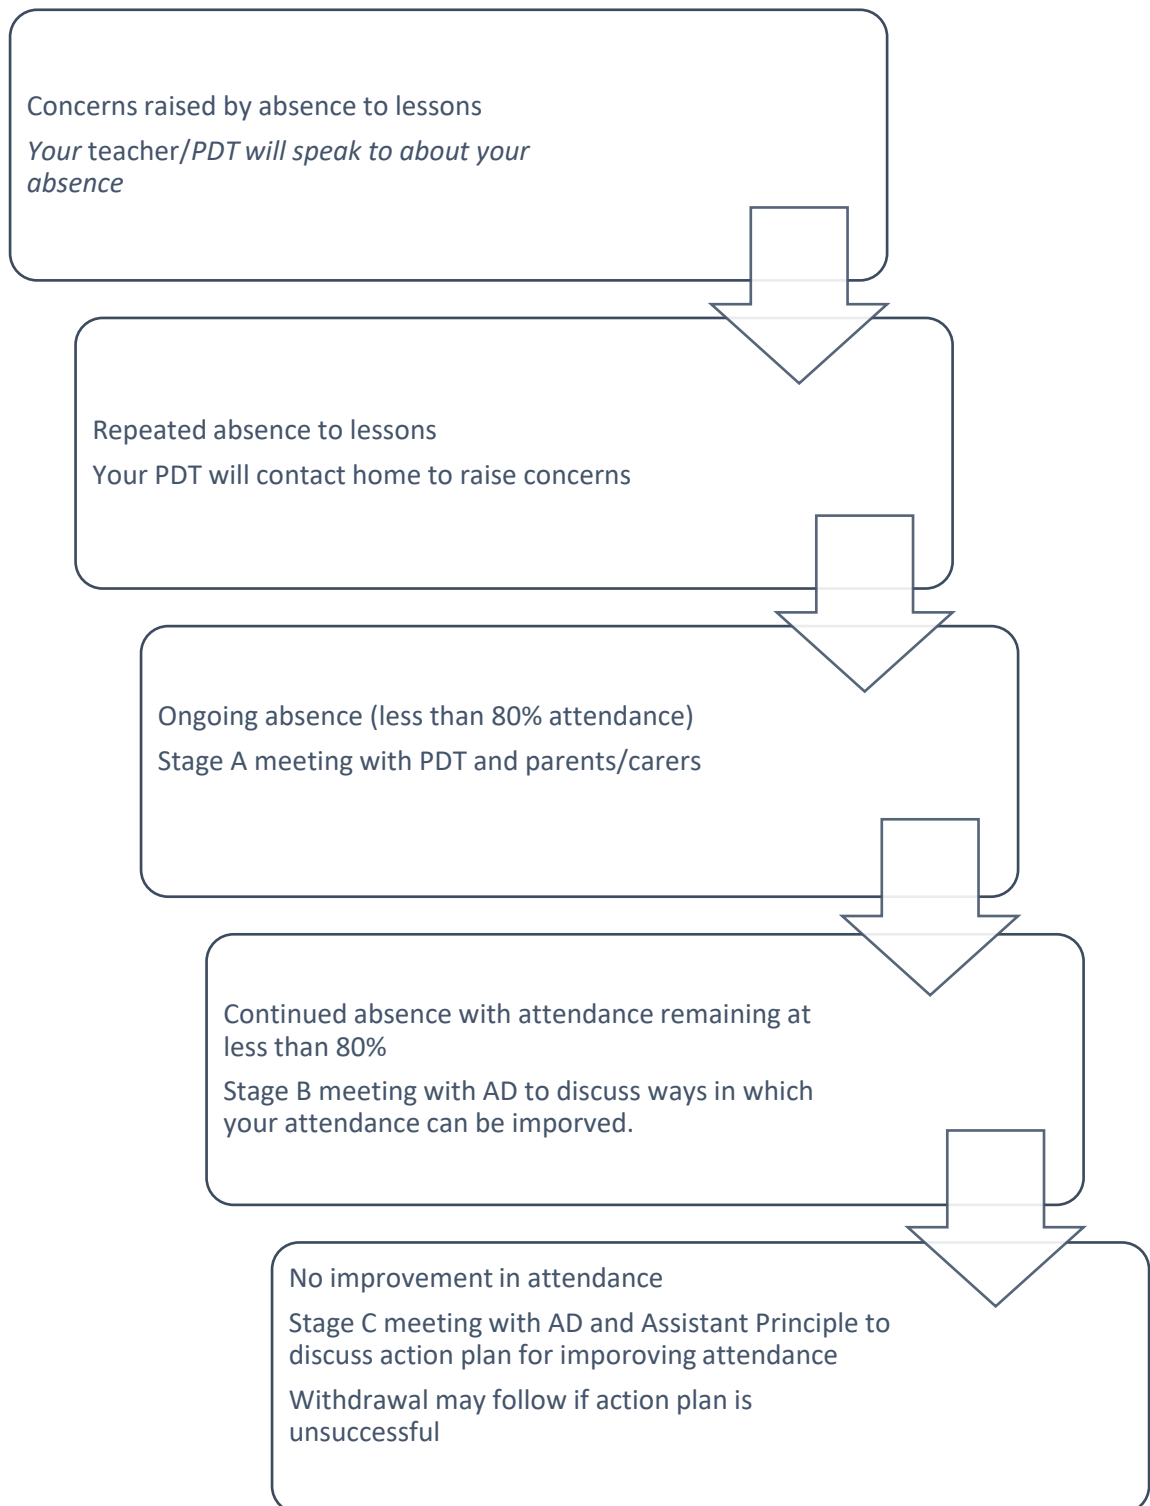 Concerns raised by absence to lessons
Your teacher/PDT will speak to about your
absence
Repeated absence to lessons
Your PDT will contact home to raise concerns
Ongoing absence (less than 80% attendance)
Stage A meeting with PDT and parents/carers
Continued absence with attendance remaining at
less than 80%
Stage B meeting with AD to discuss ways in which
your attendance can be imporved.
No improvement in attendance
Stage C meeting with AD and Assistant Principle to
discuss action plan for imporoving attendance
Withdrawal may follow if action plan is
unsuccessful